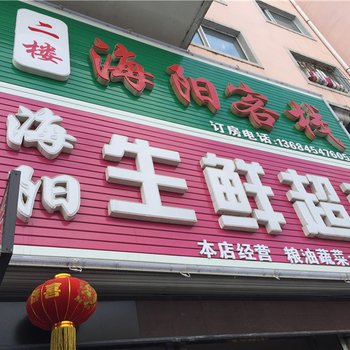 二楼
海阳客栈
订房电话:13684547605
海阳
生鲜超
本店经营 粮油蔬菜